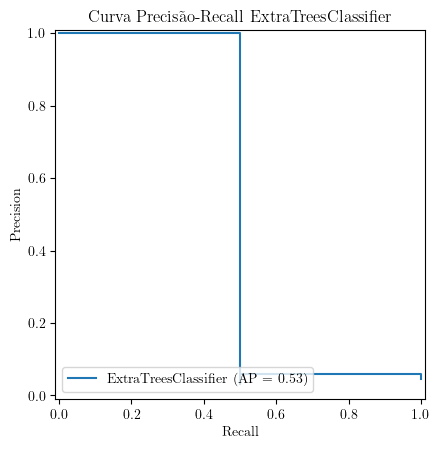 Curva Precisão-Recall ExtraTreesClassifier
1.0
0.8
0.6
0.4
0.2
0.0
Precision
ExtraTreesClassifier (AP = 0.53)
0.0 0.2 0.4 0.6 0.8 1.0
Recall